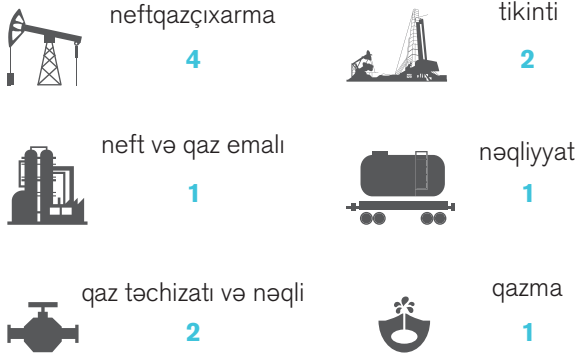 neftqazçıxarma
4
tikinti
2
neft və qaz emalı
1
nəqliyyat
1
qaz təchizatı və nəqli
2
qazma
1